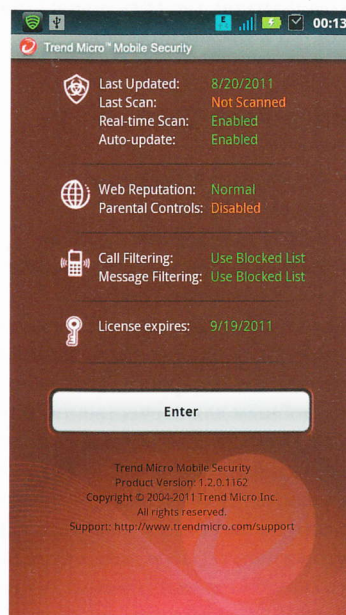 00:13
Trend Micro™ Mobile Security
Last Updated: 8/20/2011
Last Scan: Not Scanned
Real-time Scan: Enabled
Auto-update: Enabled
Web Reputation: Normal
Parental Controls: Disabled
Call Filtering: Use Blocked List
Message Filtering: Use Blocked List
License expires: 9/19/2011
Enter
Trend Micro Mobile Security
Product Version: 1.2.0.1162
Copyright © 2004-2011 Trend Micro Inc.
All rights reserved.
Support: http://www.trendmicro.com/support